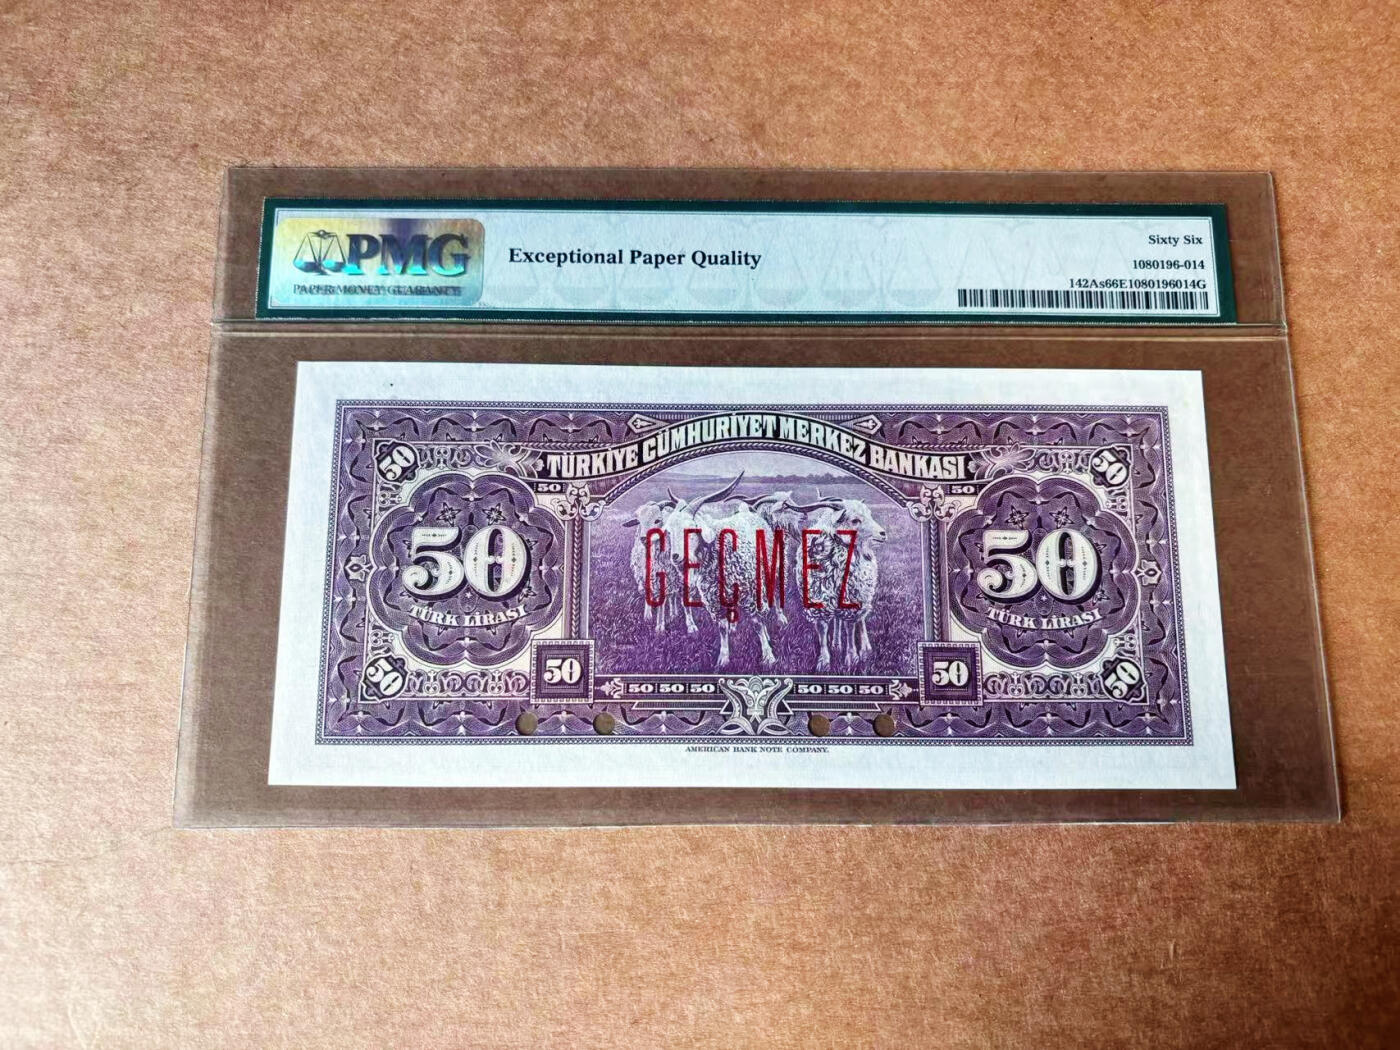 PMG
PAPER MONEY GUARANTY
Exceptional Paper Quality
Sixty Six
1080196-014
142As66E1080196014G
TÜRKİYE CÜMHURİYET MERKEZ BANKASI
50 50
50 50
50 50
TÜRK LİRASI TÜRK LİRASI
GEÇMEZ
50 50 50 50
50 50 50 50 50 50
AMERICAN BANK NOTE COMPANY.